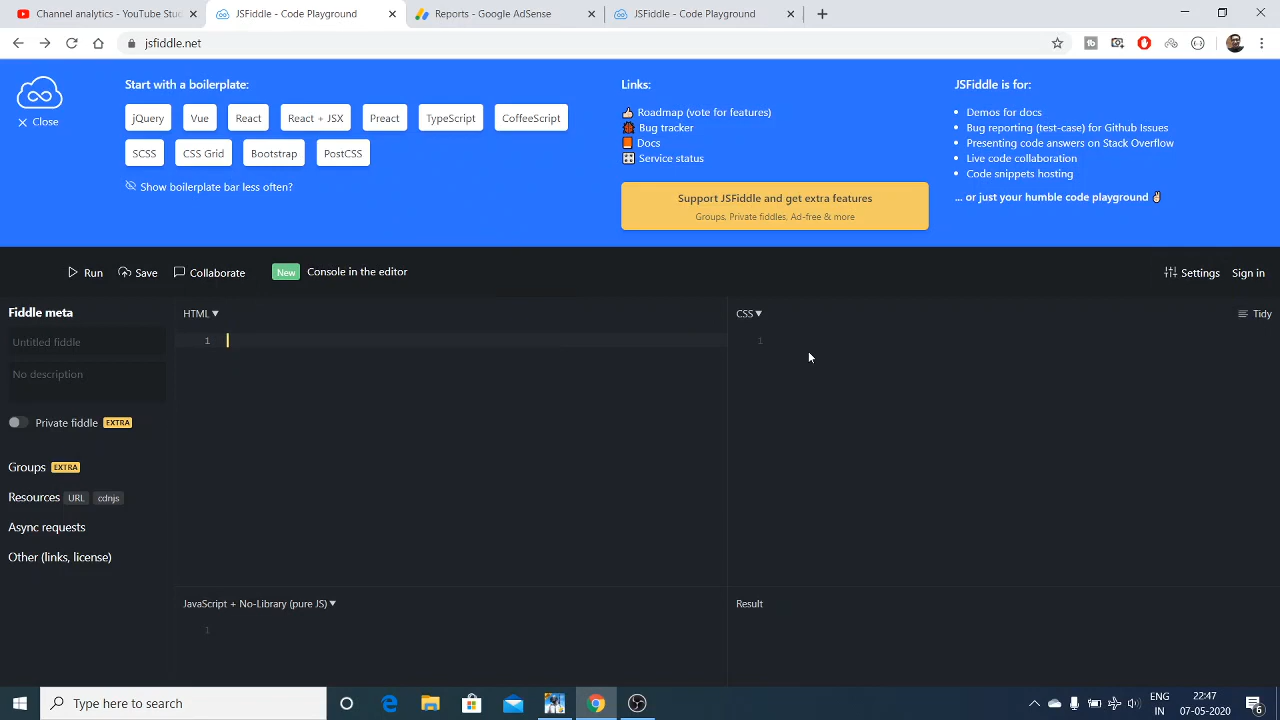 Channel analytics - YouTube Stu
JSFiddle - Code Playground
Reports - Google AdSense
JSFiddle - Code Playground
jsfiddle.net
Close
Start with a boilerplate:
jQuery
Vue
React
React + JSX
Preact
TypeScript
CoffeeScript
SCSS
CSS Grid
Bootstrap
PostCSS
Show boilerplate bar less often?
Links:
Roadmap (vote for features)
Bug tracker
Docs
Service status
Support JSFiddle and get extra features
Groups, Private fiddles, Ad-free & more
JSFiddle is for:
Demos for docs
Bug reporting (test-case) for Github Issues
Presenting code answers on Stack Overflow
Live code collaboration
Code snippets hosting
... or just your humble code playground ✌
Run
Save
Collaborate
New
Console in the editor
Settings
Sign in
Fiddle meta
Untitled fiddle
No description
Private fiddle EXTRA
Groups EXTRA
Resources URL cdnjs
Async requests
Other (links, license)
HTML
1
CSS
Tidy
1
JavaScript + No-Library (pure JS)
1
Result
Type here to search
ENG
IN
22:47
07-05-2020
6